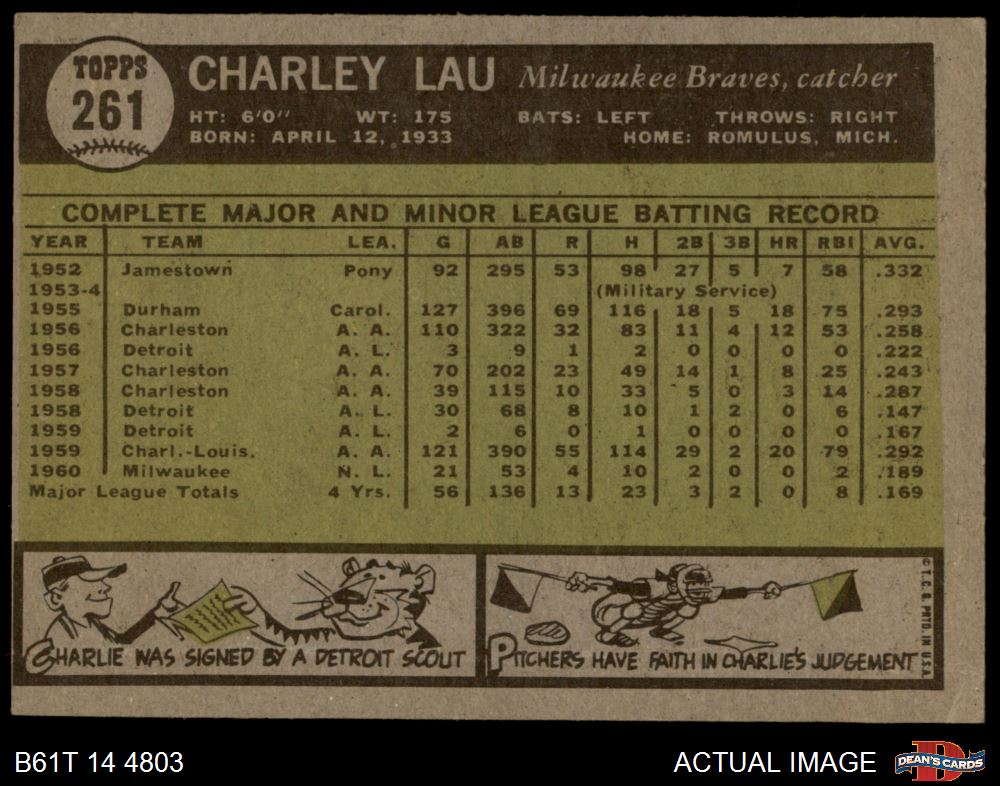 TOPPS
261
CHARLEY LAU Milwaukee Braves, catcher
HT: 6'0" WT: 175 BATS: LEFT THROWS: RIGHT
BORN: APRIL 12, 1933 HOME: ROMULUS, MICH.
COMPLETE MAJOR AND MINOR LEAGUE BATTING RECORD
YEAR TEAM LEA. G AB R H 2B 3B HR RBI AVG.
1952 Jamestown Pony 92 295 53 98 27 5 7 58 .332
1953-4 (Military Service)
1955 Durham Carol. 127 396 69 116 18 5 18 75 .293
1956 Charleston A. A. 110 322 32 83 11 4 12 53 .258
1956 Detroit A. L. 3 9 1 2 0 0 0 0 .222
1957 Charleston A. A. 70 202 23 49 14 1 8 25 .243
1958 Charleston A. A. 39 115 10 33 5 0 3 14 .287
1958 Detroit A. L. 30 68 8 10 1 2 0 6 .147
1959 Detroit A. L. 2 6 0 1 0 0 0 0 .167
1959 Charl.-Louis. A. A. 121 390 55 114 29 2 20 79 .292
1960 Milwaukee N. L. 21 53 4 10 2 0 0 2 .189
Major League Totals 4 Yrs. 56 136 13 23 3 2 0 8 .169
CHARLIE WAS SIGNED BY A DETROIT SCOUT
PITCHERS HAVE FAITH IN CHARLIE'S JUDGEMENT
© T. C. G. PRTD. IN U.S.A.
B61T 14 4803 ACTUAL IMAGE
D
DEAN'S CARDS